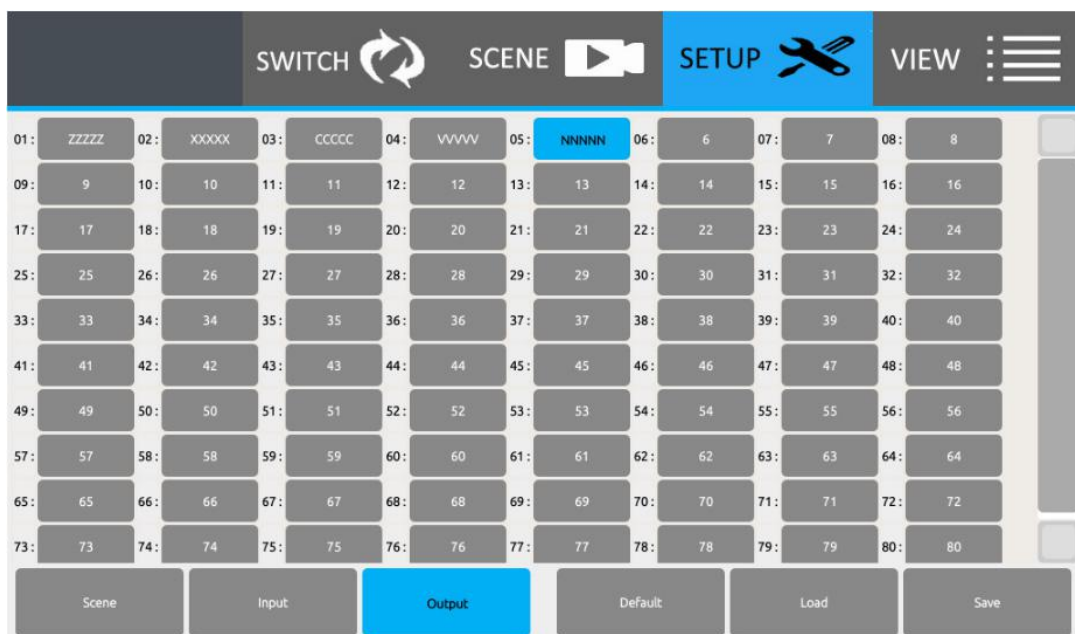 SWITCH SCENE SETUP VIEW
01: ZZZZZ 02: XXXXX 03: CCCCC 04: VVVVV 05: NNNNN 06: 6 07: 7 08: 8
09: 9 10: 10 11: 11 12: 12 13: 13 14: 14 15: 15 16: 16
17: 17 18: 18 19: 19 20: 20 21: 21 22: 22 23: 23 24: 24
25: 25 26: 26 27: 27 28: 28 29: 29 30: 30 31: 31 32: 32
33: 33 34: 34 35: 35 36: 36 37: 37 38: 38 39: 39 40: 40
41: 41 42: 42 43: 43 44: 44 45: 45 46: 46 47: 47 48: 48
49: 49 50: 50 51: 51 52: 52 53: 53 54: 54 55: 55 56: 56
57: 57 58: 58 59: 59 60: 60 61: 61 62: 62 63: 63 64: 64
65: 65 66: 66 67: 67 68: 68 69: 69 70: 70 71: 71 72: 72
73: 73 74: 74 75: 75 76: 76 77: 77 78: 78 79: 79 80: 80
Scene Input Output Default Load Save